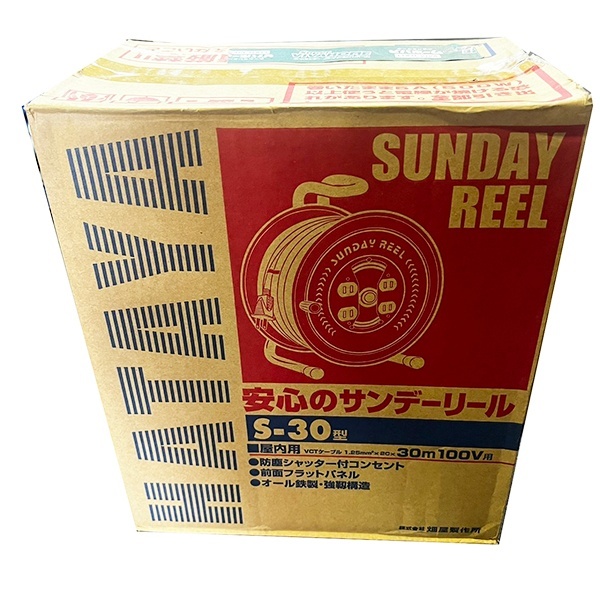 HATAYA
SUNDAY
REEL
SUNDAY REEL
安心のサンデーリール
S-30型
■屋内用 VCTケーブル 1.25mm²×2C× 30m 100V用
●防塵シャッター付コンセント
●前面フラットパネル
●オール鉄製・強靱構造
株式会社 畑屋製作所